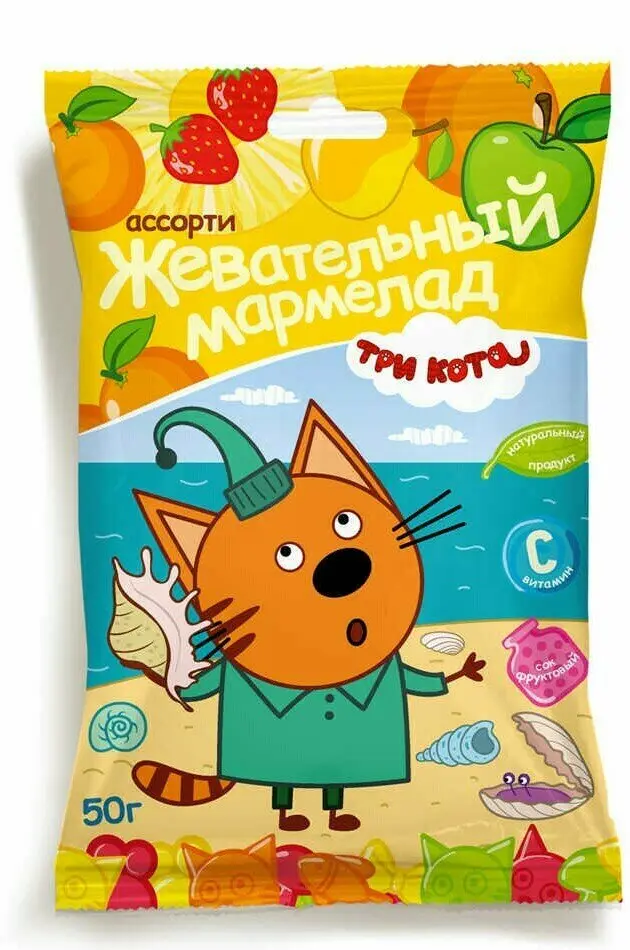 ассорти
Жевательный
мармелад
три кота
натуральный
продукт
С
витамин
сок
фруктовый
50г